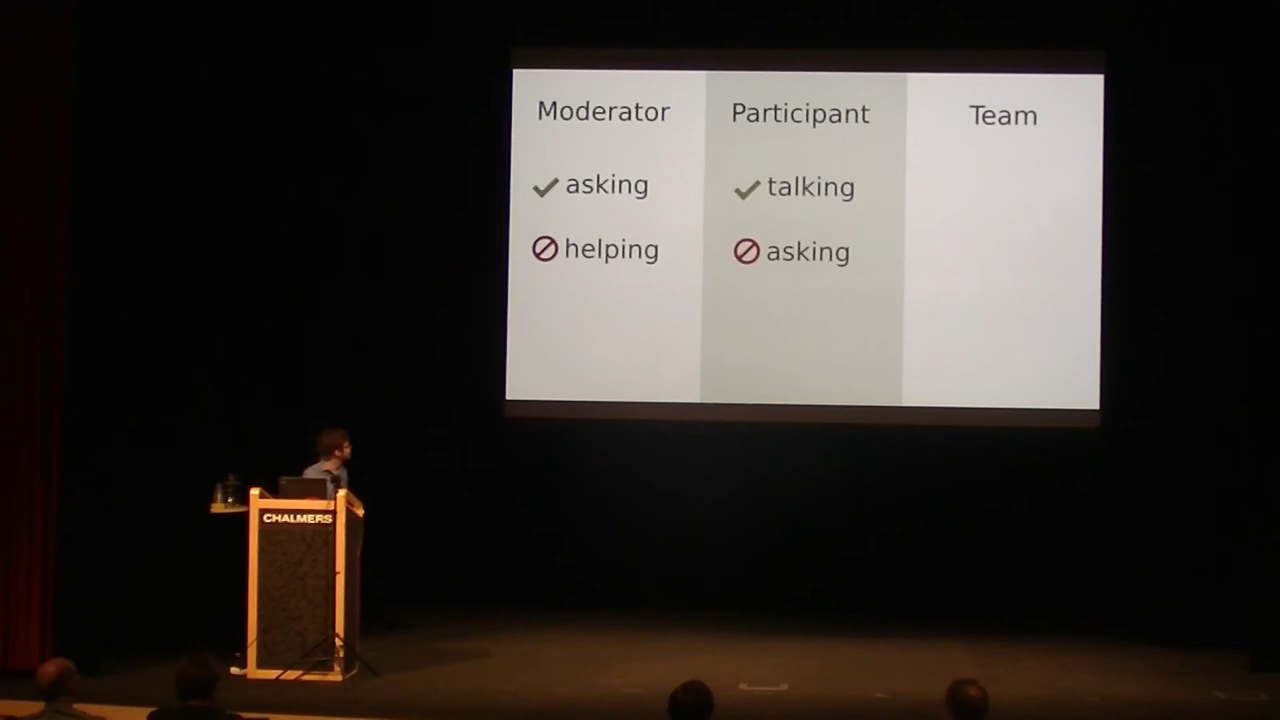 Moderator
asking
helping
Participant
talking
asking
Team
CHALMERS